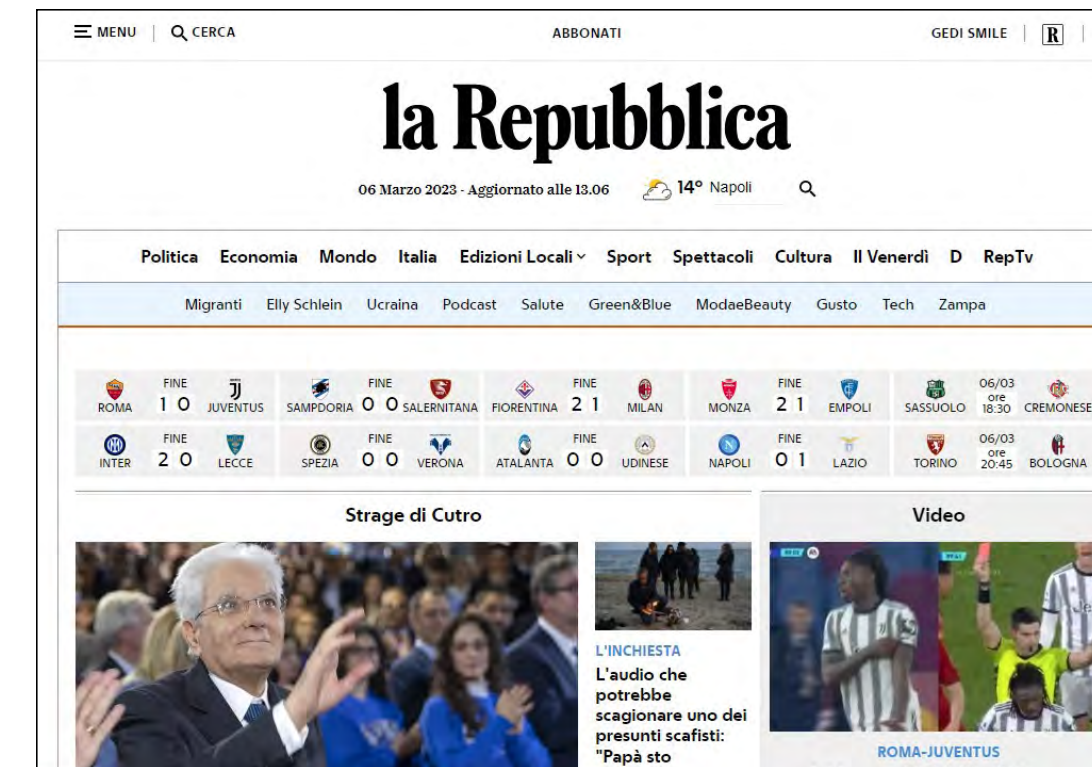 MENU CERCA ABBONATI GEDI SMILE R
la Repubblica
06 Marzo 2023 - Aggiornato alle 13.06 14° Napoli
Politica Economia Mondo Italia Edizioni Locali Sport Spettacoli Cultura Il Venerdì D RepTv
Migranti Elly Schlein Ucraina Podcast Salute Green&Blue ModaeBeauty Gusto Tech Zampa
ROMA FINE 1 0 JUVENTUS
SAMPDORIA FINE 0 0 SALERNITANA
FIORENTINA FINE 2 1 MILAN
MONZA FINE 2 1 EMPOLI
SASSUOLO 06/03 ore 18:30 CREMONESE
INTER FINE 2 0 LECCE
SPEZIA FINE 0 0 VERONA
ATALANTA FINE 0 0 UDINESE
NAPOLI FINE 0 1 LAZIO
TORINO 06/03 ore 20:45 BOLOGNA
Strage di Cutro
L'INCHIESTA
L'audio che
potrebbe
scagionare uno dei
presunti scafisti:
"Papà sto
Video
ROMA-JUVENTUS